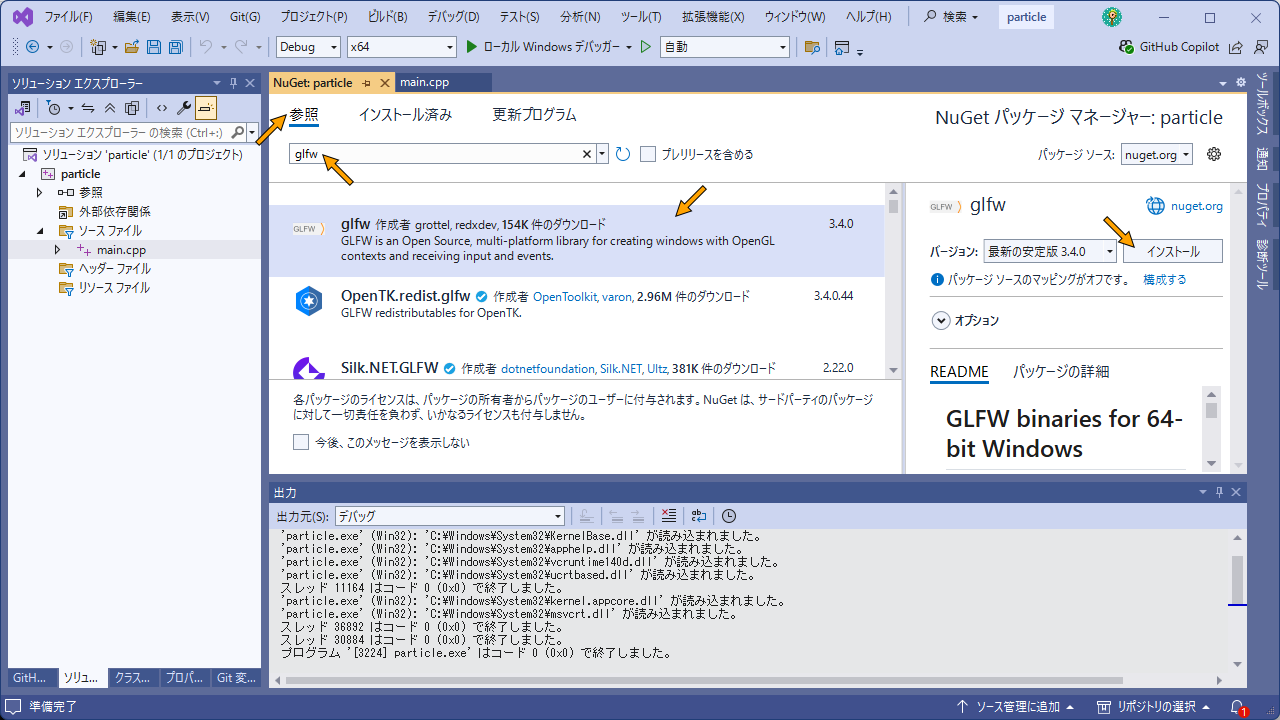 ファイル(F) 編集(E) 表示(V) Git(G) プロジェクト(P) ビルド(B) デバッグ(D) テスト(S) 分析(N) ツール(T) 拡張機能(X) ウィンドウ(W) ヘルプ(H) 検索 particle
Debug x64 ローカル Windows デバッガー 自動 GitHub Copilot
ソリューション エクスプローラー
ソリューション エクスプローラー の検索 (Ctrl+:)
ソリューション 'particle' (1/1 のプロジェクト)
particle
参照
外部依存関係
ソース ファイル
main.cpp
ヘッダー ファイル
リソース ファイル
GitH... ソリュ... クラス... プロパ... Git 変...
NuGet: particle main.cpp
参照 インストール済み 更新プログラム
NuGet パッケージ マネージャー: particle
glfw プレリリースを含める
パッケージ ソース: nuget.org
GLFW
glfw 作成者 grottel, redxdev, 154K 件のダウンロード 3.4.0
GLFW is an Open Source, multi-platform library for creating windows with OpenGL
contexts and receiving input and events.
OpenTK.redist.glfw 作成者 OpenToolkit, varon, 2.96M 件のダウンロード 3.4.0.44
GLFW redistributables for OpenTK.
Silk.NET.GLFW 作成者 dotnetfoundation, Silk.NET, Ultz, 381K 件のダウンロード 2.22.0
各パッケージのライセンスは、パッケージの所有者からパッケージのユーザーに付与されます。NuGet は、サードパーティのパッケージ
に対して一切責任を負わず、いかなるライセンスも付与しません。
今後、このメッセージを表示しない
GLFW glfw nuget.org
バージョン: 最新の安定版 3.4.0 インストール
パッケージ ソースのマッピングがオフです。 構成する
オプション
README パッケージの詳細
GLFW binaries for 64-
bit Windows
ツールボックス
通知
プロパティ
診断ツール
出力
出力元(S): デバッグ
'particle.exe' (Win32): 'C:¥Windows¥System32¥KernelBase.dll' が読み込まれました。
'particle.exe' (Win32): 'C:¥Windows¥System32¥apphelp.dll' が読み込まれました。
'particle.exe' (Win32): 'C:¥Windows¥System32¥vcruntime140d.dll' が読み込まれました。
'particle.exe' (Win32): 'C:¥Windows¥System32¥ucrtbased.dll' が読み込まれました。
スレッド 11164 はコード 0 (0x0) で終了しました。
'particle.exe' (Win32): 'C:¥Windows¥System32¥kernel.appcore.dll' が読み込まれました。
'particle.exe' (Win32): 'C:¥Windows¥System32¥msvcrt.dll' が読み込まれました。
スレッド 36892 はコード 0 (0x0) で終了しました。
スレッド 30884 はコード 0 (0x0) で終了しました。
プログラム '[3224] particle.exe' はコード 0 (0x0) で終了しました。
準備完了 ソース管理に追加 リポジトリの選択 1